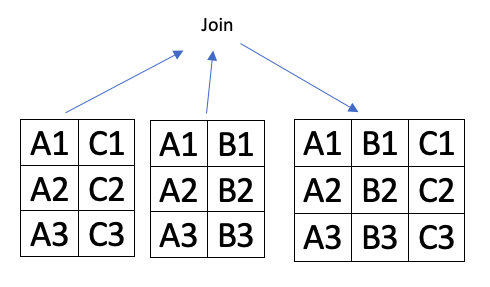 Join
A1 C1
A2 C2
A3 C3
A1 B1
A2 B2
A3 B3
A1 B1 C1
A2 B2 C2
A3 B3 C3